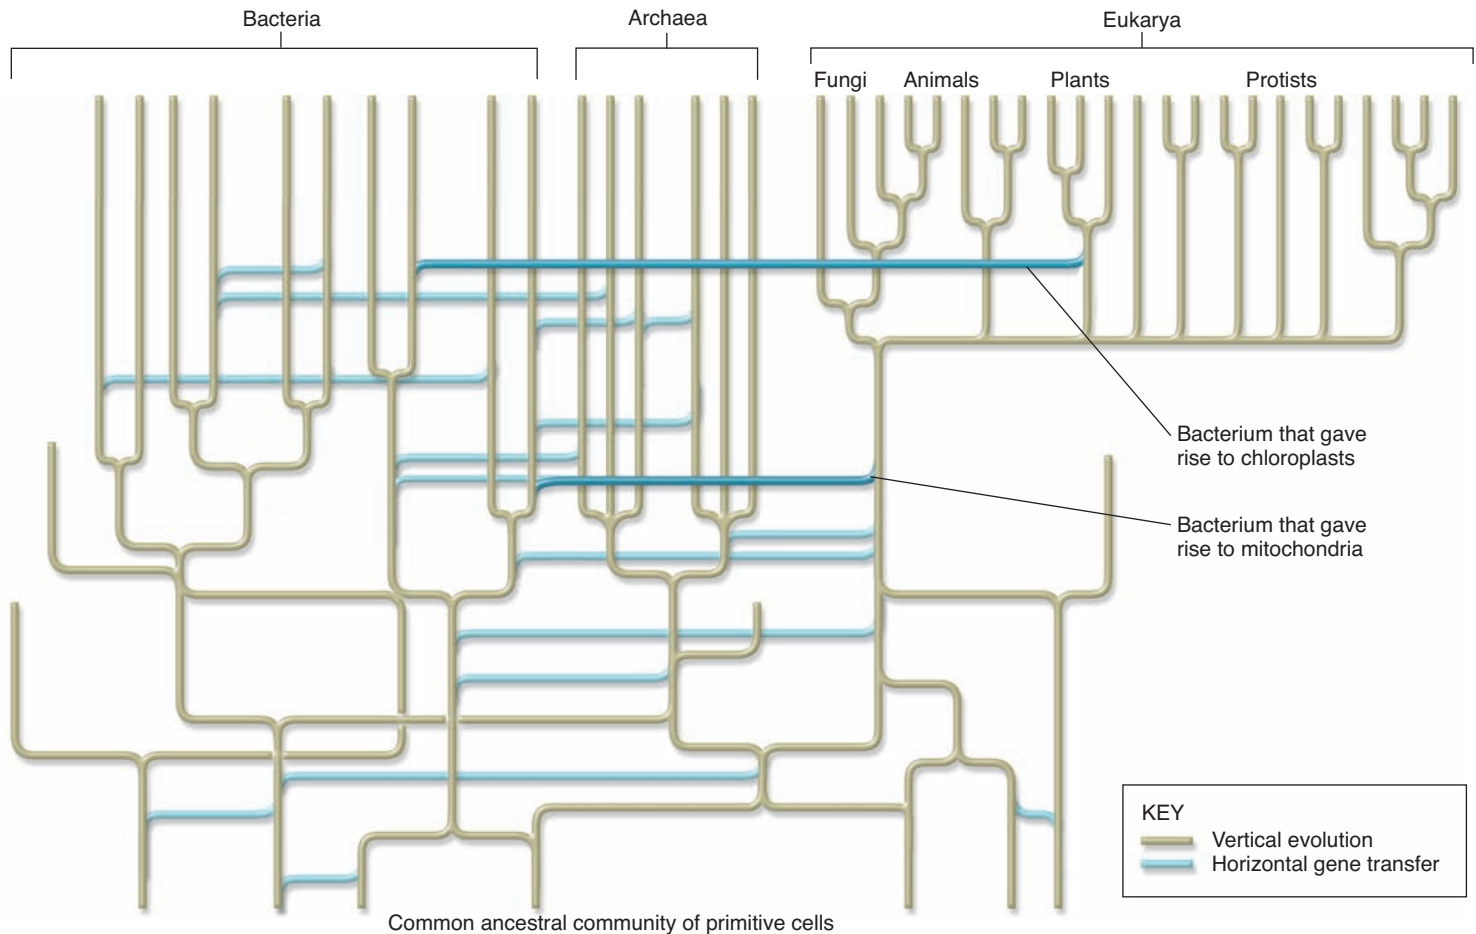 Bacteria
Archaea
Eukarya
Fungi
Animals
Plants
Protists
Bacterium that gave
rise to chloroplasts
Bacterium that gave
rise to mitochondria
KEY
Vertical evolution
Horizontal gene transfer
Common ancestral community of primitive cells